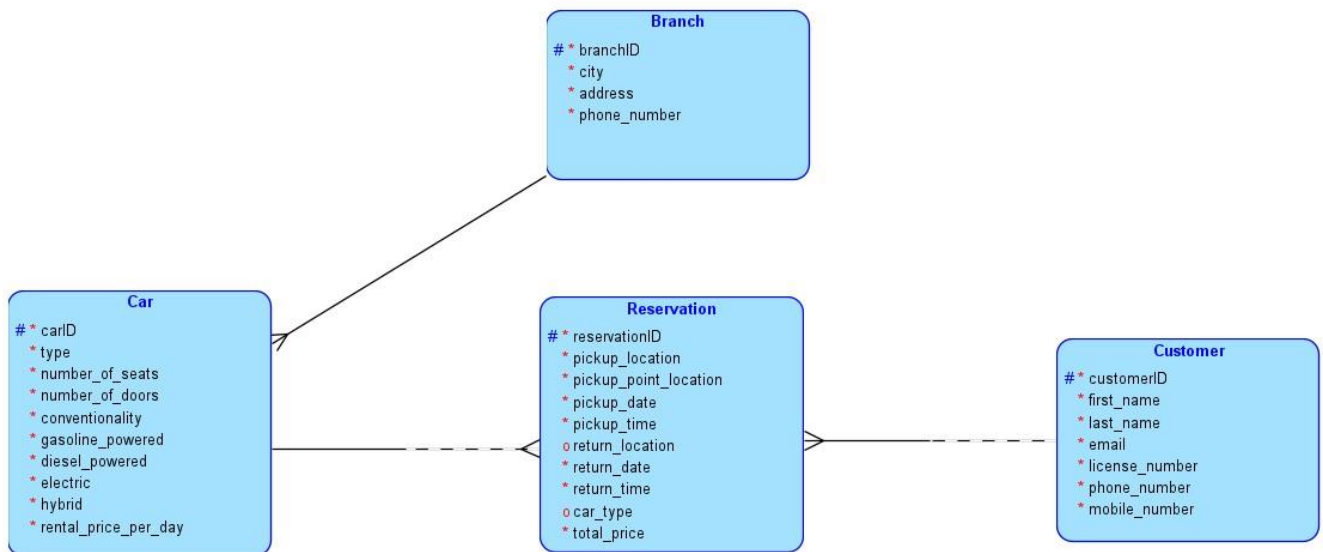 Branch
# * branchID
* city
* address
* phone_number
Car
# * carID
* type
* number_of_seats
* number_of_doors
* conventionality
* gasoline_powered
* diesel_powered
* electric
* hybrid
* rental_price_per_day
Reservation
# * reservationID
* pickup_location
* pickup_point_location
* pickup_date
* pickup_time
o return_location
* return_date
* return_time
o car_type
* total_price
Customer
# * customerID
* first_name
* last_name
* email
* license_number
* phone_number
* mobile_number